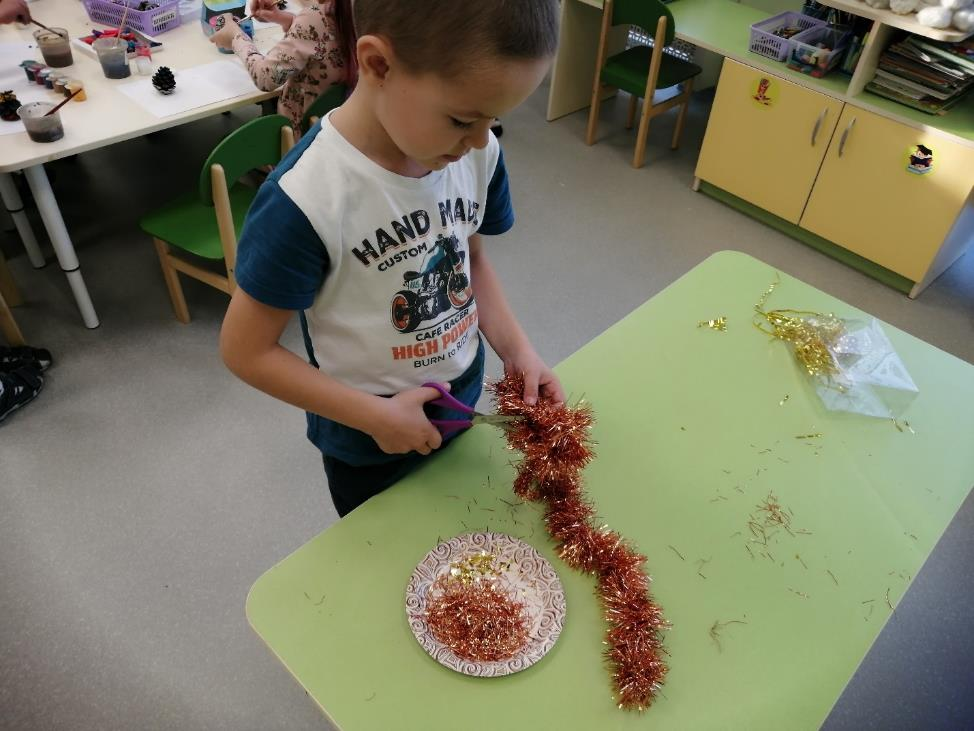 HAND MADE
CUSTOM
CAFE RACER
HIGH POWER
BURN to RIDE